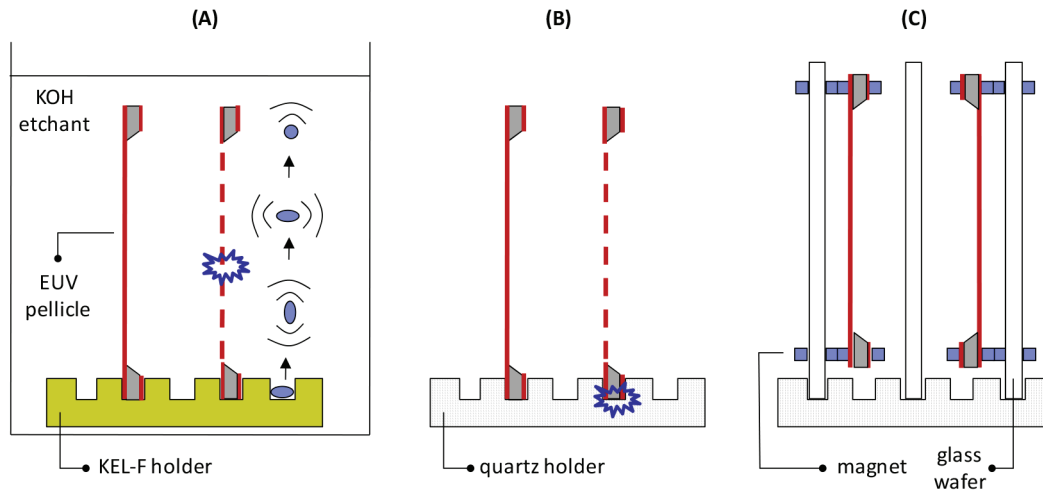 (A)
(B)
(C)
KOH
etchant
EUV
pellicle
KEL-F holder
quartz holder
magnet
glass
wafer